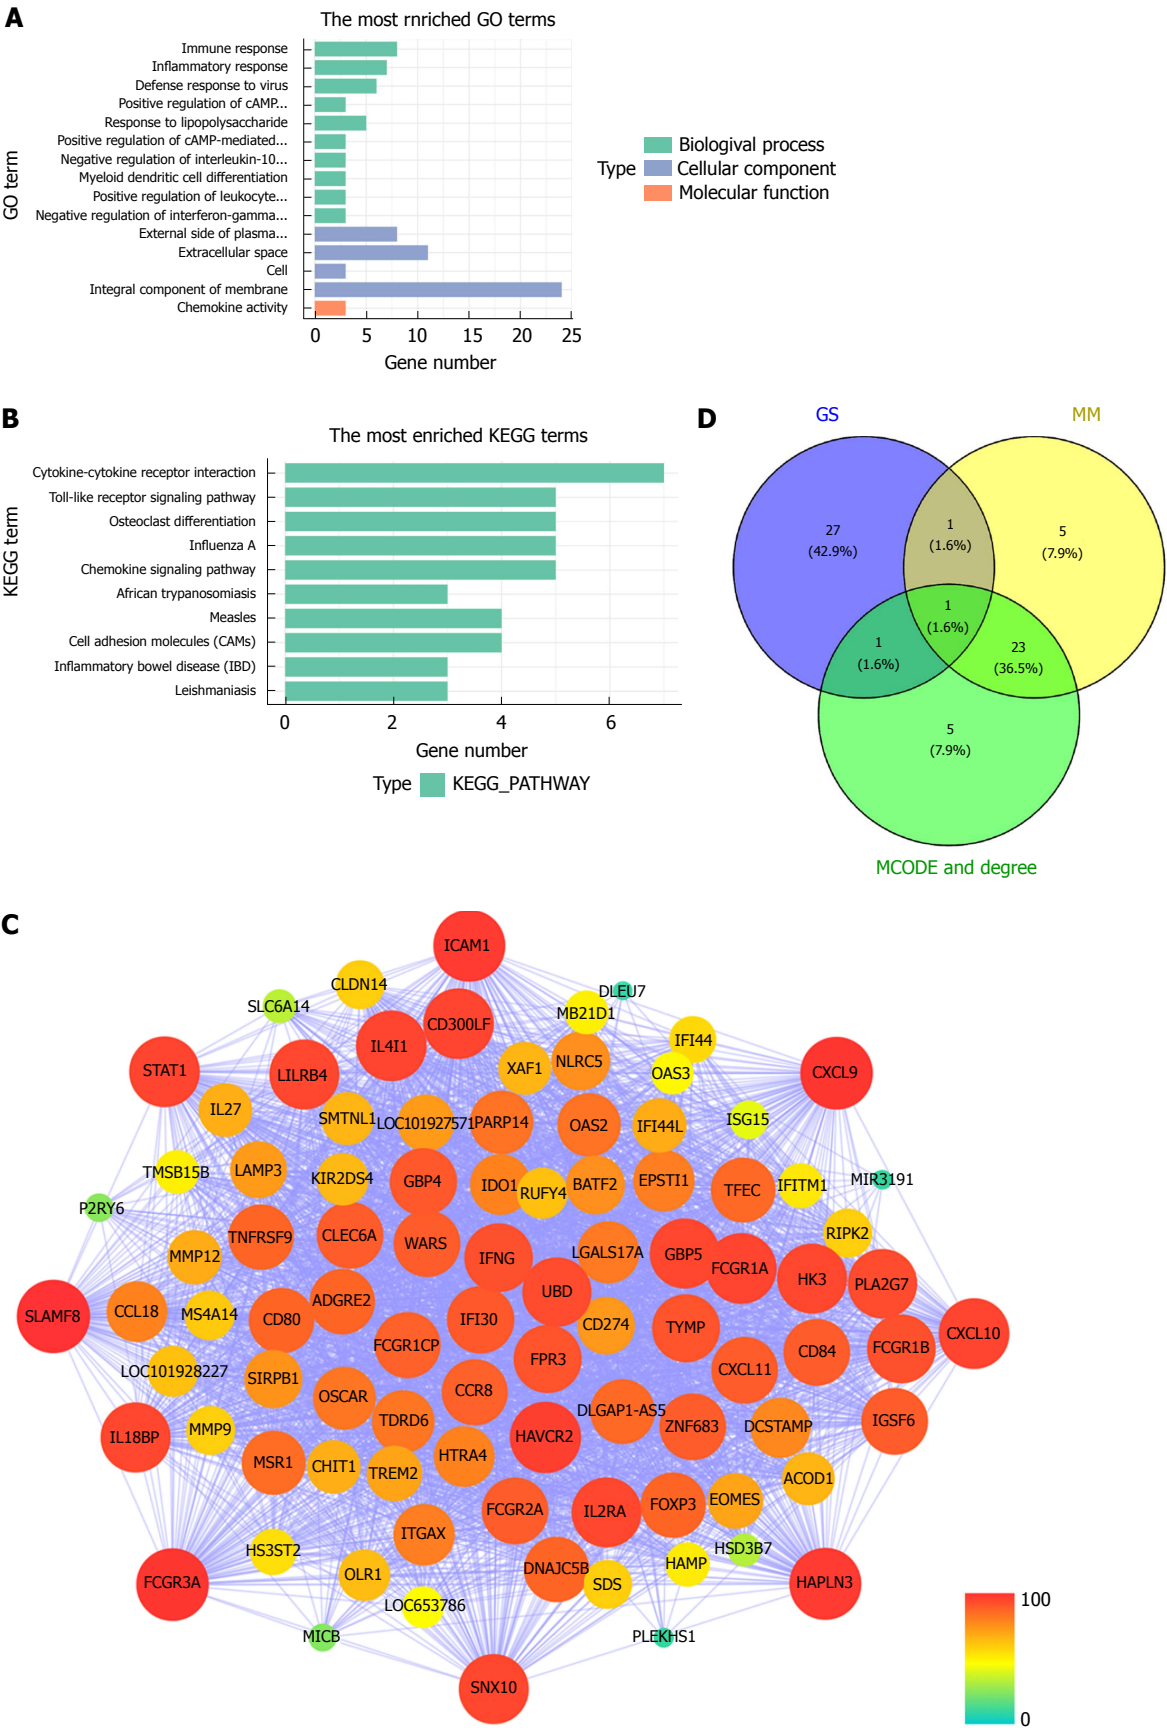 A
The most rnriched GO terms
GO term
Immune response
Inflammatory response
Defense response to virus
Positive regulation of cAMP...
Response to lipopolysaccharide
Positive regulation of cAMP-mediated...
Negative regulation of interleukin-10...
Myeloid dendritic cell differentiation
Positive regulation of leukocyte...
Negative regulation of interferon-gamma...
External side of plasma...
Extracellular space
Cell
Integral component of membrane
Chemokine activity
0 5 10 15 20 25
Gene number
Type
Biologival process
Cellular component
Molecular function
B
The most enriched KEGG terms
KEGG term
Cytokine-cytokine receptor interaction
Toll-like receptor signaling pathway
Osteoclast differentiation
Influenza A
Chemokine signaling pathway
African trypanosomiasis
Measles
Cell adhesion molecules (CAMs)
Inflammatory bowel disease (IBD)
Leishmaniasis
0 2 4 6
Gene number
Type KEGG_PATHWAY
D
GS
MM
27
(42.9%)
1
(1.6%)
5
(7.9%)
1
(1.6%)
1
(1.6%)
23
(36.5%)
5
(7.9%)
MCODE and degree
C
ICAM1
CLDN14
DLEU7
SLC6A14
MB21D1
CD300LF
IL4I1
IFI44
STAT1
LILRB4
XAF1
NLRC5
OAS3
CXCL9
IL27
SMTNL1
LOC101927571
PARP14
OAS2
IFI44L
ISG15
TMSB15B
LAMP3
KIR2DS4
GBP4
IDO1
RUFY4
BATF2
EPSTI1
TFEC
IFITM1
MIR3191
P2RY6
TNFRSF9
CLEC6A
WARS
IFNG
LGALS17A
GBP5
FCGR1A
RIPK2
MMP12
HK3
PLA2G7
UBD
SLAMF8
CCL18
MS4A14
CD80
ADGRE2
IFI30
CD274
TYMP
CXCL10
FCGR1CP
FPR3
CXCL11
CD84
FCGR1B
LOC101928227
SIRPB1
OSCAR
CCR8
DLGAP1-AS5
IL18BP
MMP9
TDRD6
HAVCR2
ZNF683
DCSTAMP
IGSF6
MSR1
CHIT1
TREM2
HTRA4
ACOD1
FCGR2A
IL2RA
FOXP3
EOMES
ITGAX
HS3ST2
HSD3B7
FCGR3A
OLR1
DNAJC5B
SDS
HAMP
HAPLN3
LOC653786
MICB
PLEKHS1
SNX10
100
0